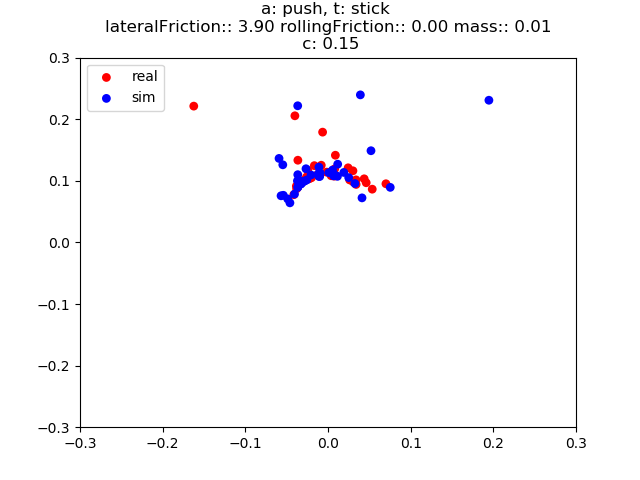 a: push, t: stick
lateralFriction:: 3.90 rollingFriction:: 0.00 mass:: 0.01
c: 0.15
real
sim
0.3
0.2
0.1
0.0
−0.1
−0.2
−0.3
−0.3
−0.2
−0.1
0.0
0.1
0.2
0.3